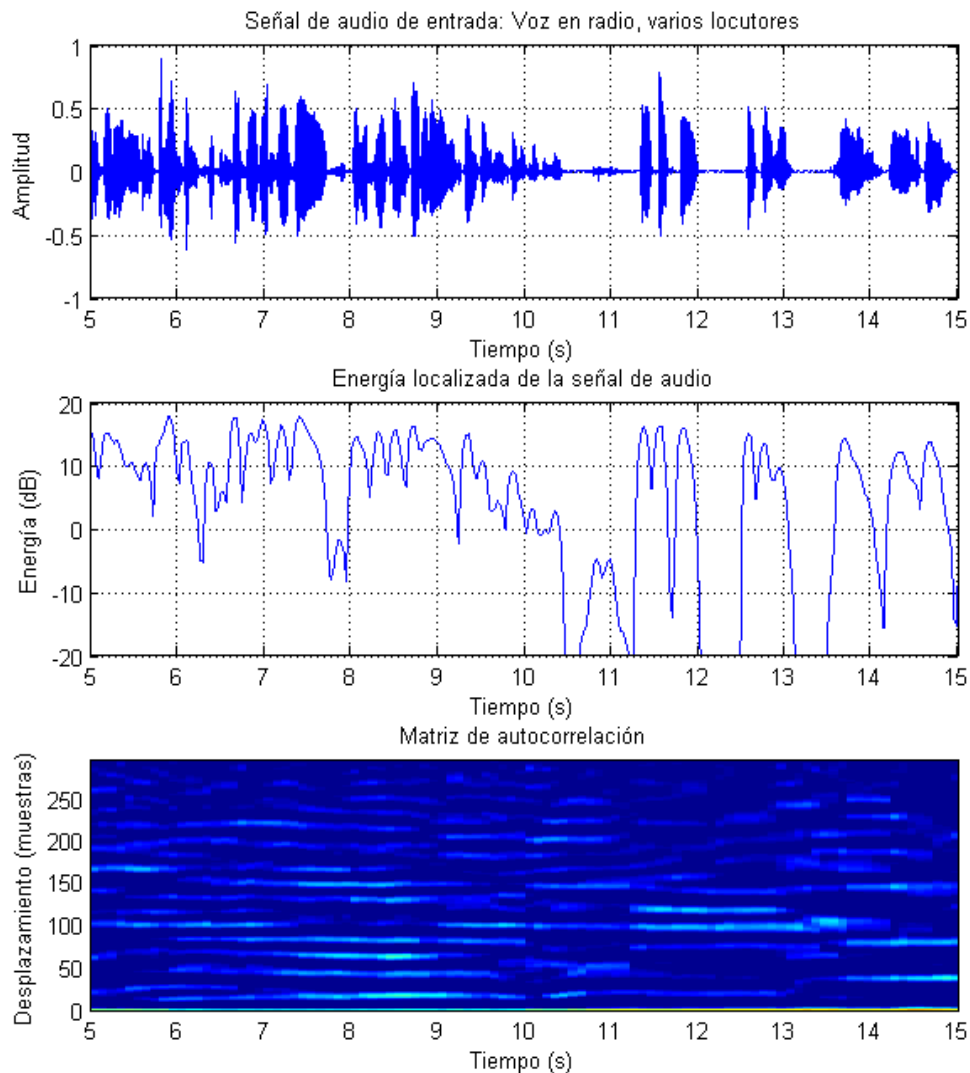 Señal de audio de entrada: Voz en radio, varios locutores
1
0.5
0
-0.5
-1
Amplitud
5 6 7 8 9 10 11 12 13 14 15
Tiempo (s)
Energía localizada de la señal de audio
20
10
0
-10
-20
Energía (dB)
5 6 7 8 9 10 11 12 13 14 15
Tiempo (s)
Matriz de autocorrelación
250
200
150
100
50
0
Desplazamiento (muestras)
5 6 7 8 9 10 11 12 13 14 15
Tiempo (s)